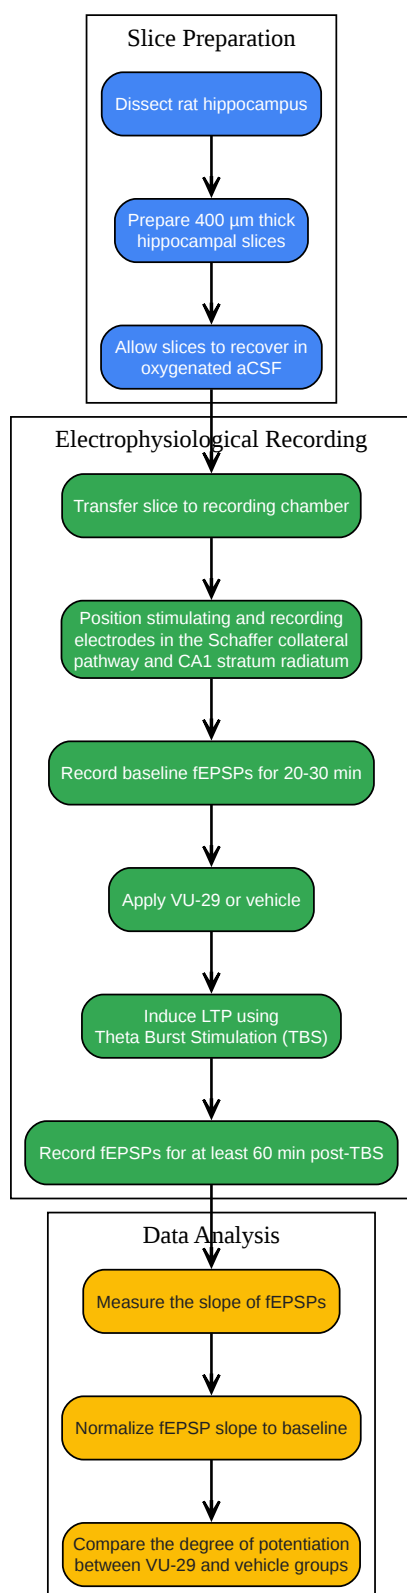 Slice Preparation
Dissect rat hippocampus
Prepare 400 µm thick
hippocampal slices
Allow slices to recover in
oxygenated aCSF
Electrophysiological Recording
Transfer slice to recording chamber
Position stimulating and recording
electrodes in the Schaffer collateral
pathway and CA1 stratum radiatum
Record baseline fEPSPs for 20-30 min
Apply VU-29 or vehicle
Induce LTP using
Theta Burst Stimulation (TBS)
Record fEPSPs for at least 60 min post-TBS
Data Analysis
Measure the slope of fEPSPs
Normalize fEPSP slope to baseline
Compare the degree of potentiation
between VU-29 and vehicle groups